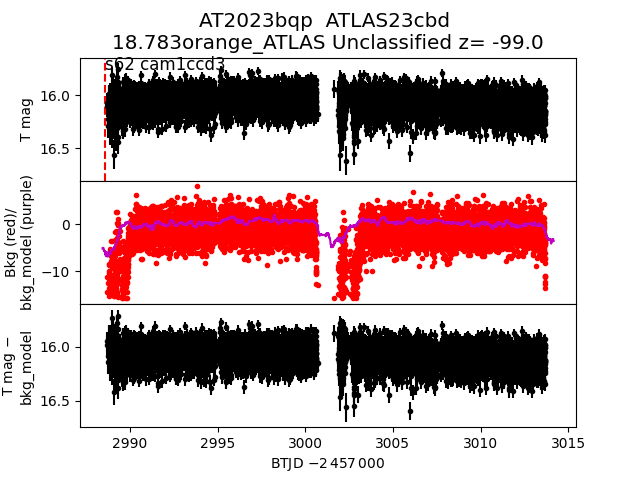 AT2023bqp  ATLAS23cbd
18.783orange_ATLAS Unclassified z= -99.0
s62 cam1ccd3
T mag
16.0
16.5
Bkg (red)/
bkg_model (purple)
0
−10
T mag −
bkg_model
16.0
16.5
2990 2995 3000 3005 3010 3015
BTJD −2 457 000